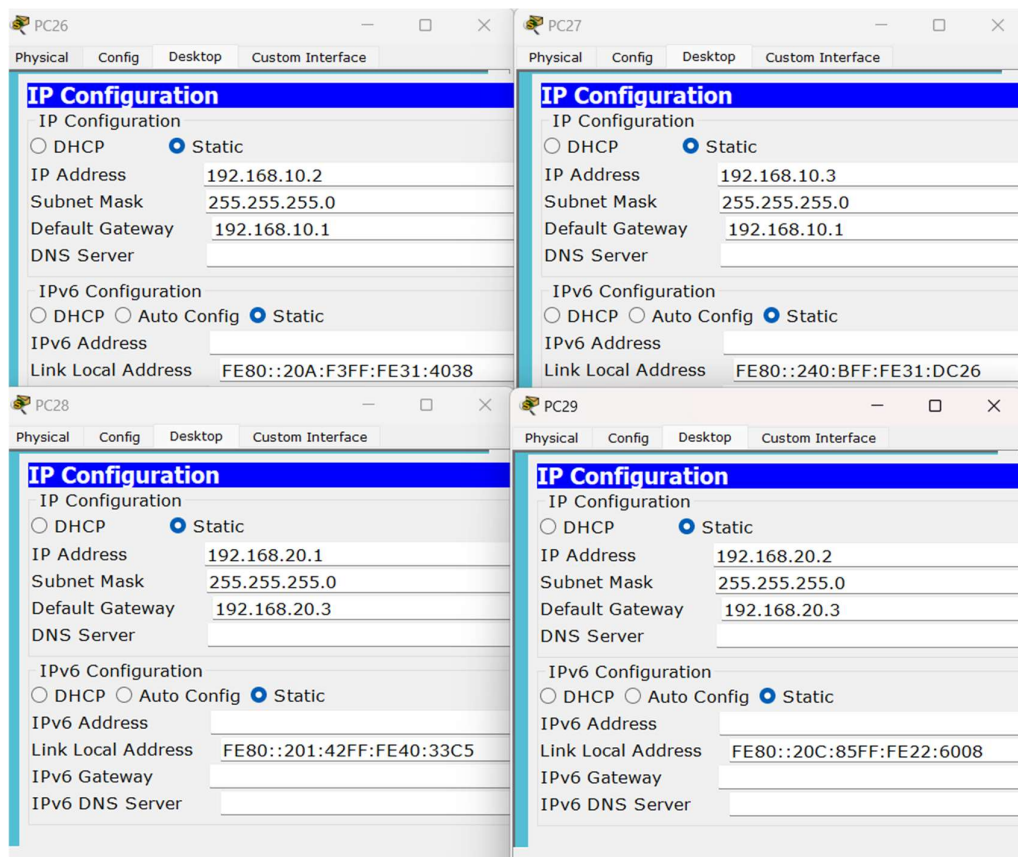 PC26
Physical Config Desktop Custom Interface
IP Configuration
IP Configuration
DHCP Static
IP Address 192.168.10.2
Subnet Mask 255.255.255.0
Default Gateway 192.168.10.1
DNS Server
IPv6 Configuration
DHCP Auto Config Static
IPv6 Address
Link Local Address FE80::20A:F3FF:FE31:4038
PC27
Physical Config Desktop Custom Interface
IP Configuration
IP Configuration
DHCP Static
IP Address 192.168.10.3
Subnet Mask 255.255.255.0
Default Gateway 192.168.10.1
DNS Server
IPv6 Configuration
DHCP Auto Config Static
IPv6 Address
Link Local Address FE80::240:BFF:FE31:DC26
PC28
Physical Config Desktop Custom Interface
IP Configuration
IP Configuration
DHCP Static
IP Address 192.168.20.1
Subnet Mask 255.255.255.0
Default Gateway 192.168.20.3
DNS Server
IPv6 Configuration
DHCP Auto Config Static
IPv6 Address
Link Local Address FE80::201:42FF:FE40:33C5
IPv6 Gateway
IPv6 DNS Server
PC29
Physical Config Desktop Custom Interface
IP Configuration
IP Configuration
DHCP Static
IP Address 192.168.20.2
Subnet Mask 255.255.255.0
Default Gateway 192.168.20.3
DNS Server
IPv6 Configuration
DHCP Auto Config Static
IPv6 Address
Link Local Address FE80::20C:85FF:FE22:6008
IPv6 Gateway
IPv6 DNS Server